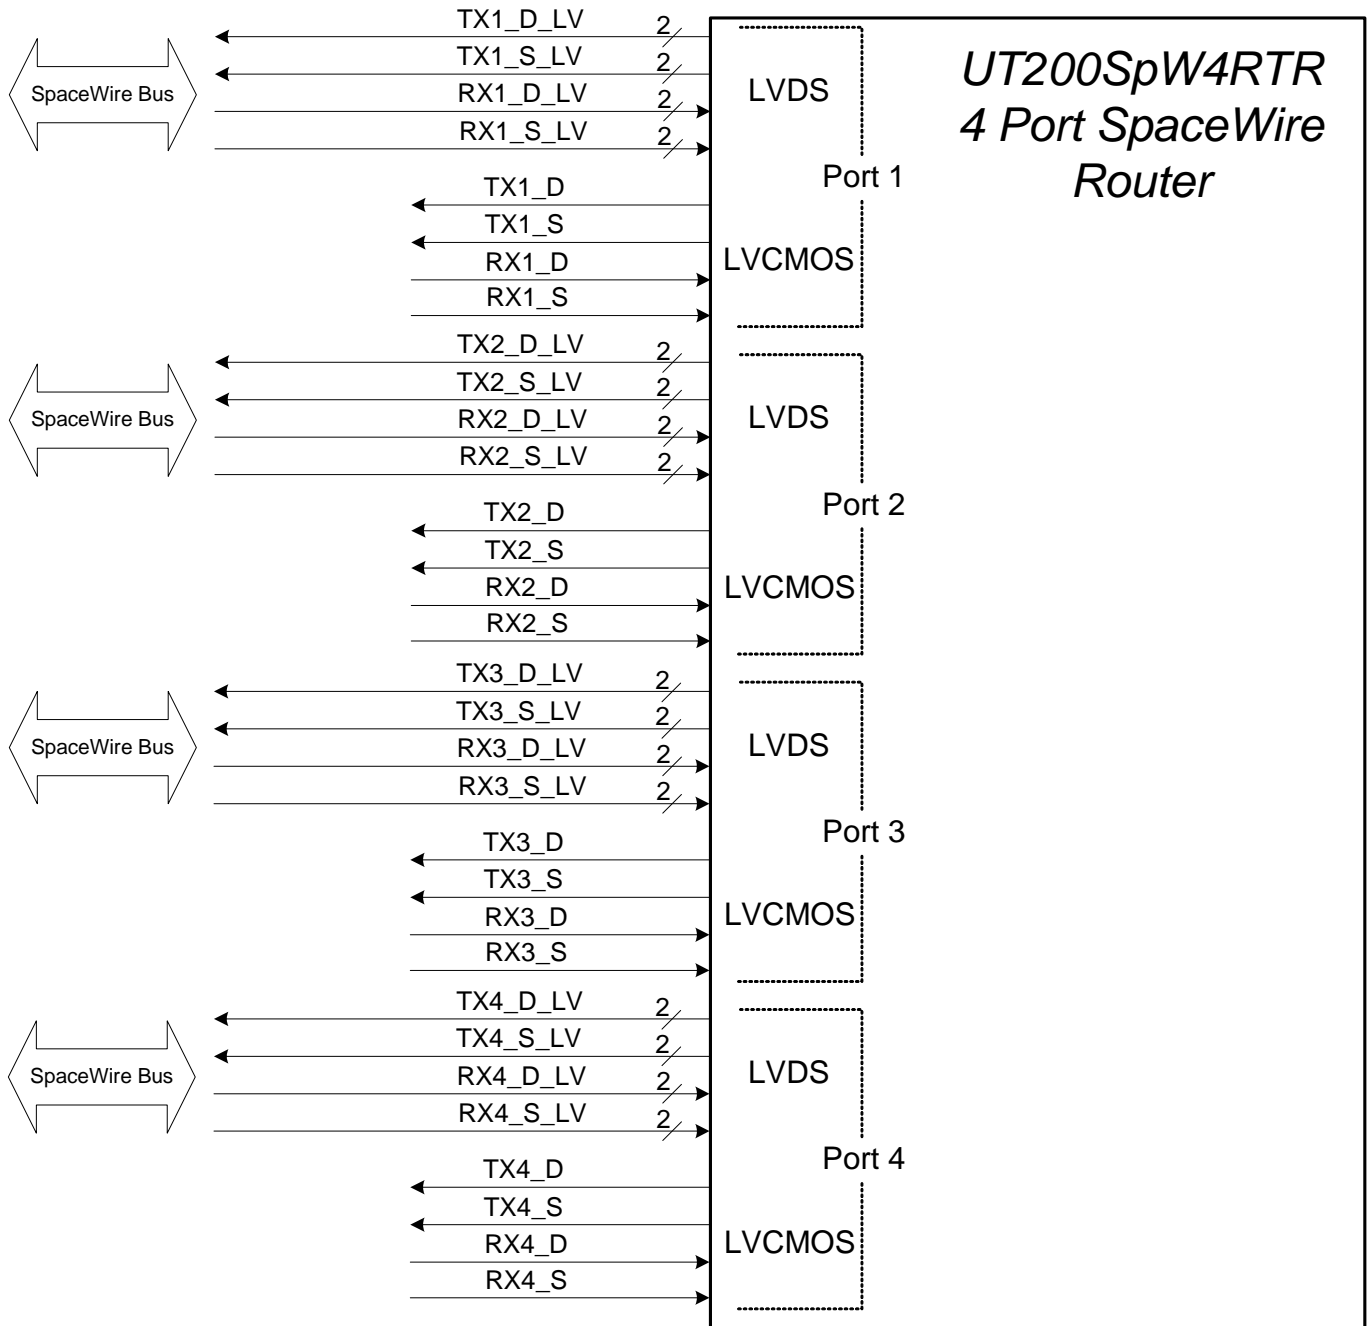 UT200SpW4RTR
4 Port SpaceWire
Router
SpaceWire Bus
TX1_D_LV 2
TX1_S_LV 2
RX1_D_LV 2
RX1_S_LV 2
LVDS
Port 1
TX1_D
TX1_S
RX1_D
RX1_S
LVCMOS
SpaceWire Bus
TX2_D_LV 2
TX2_S_LV 2
RX2_D_LV 2
RX2_S_LV 2
LVDS
Port 2
TX2_D
TX2_S
RX2_D
RX2_S
LVCMOS
SpaceWire Bus
TX3_D_LV 2
TX3_S_LV 2
RX3_D_LV 2
RX3_S_LV 2
LVDS
Port 3
TX3_D
TX3_S
RX3_D
RX3_S
LVCMOS
SpaceWire Bus
TX4_D_LV 2
TX4_S_LV 2
RX4_D_LV 2
RX4_S_LV 2
LVDS
Port 4
TX4_D
TX4_S
RX4_D
RX4_S
LVCMOS